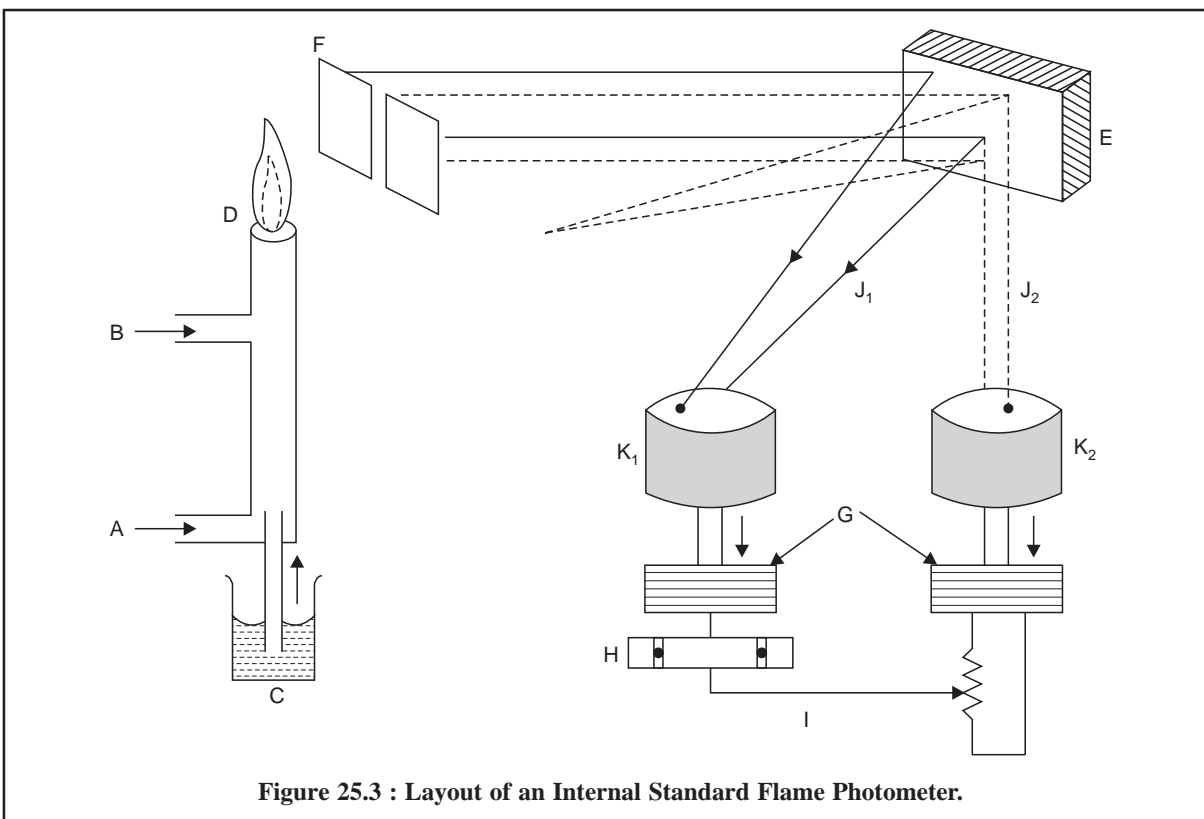 F
E
D
J₁
J₂
B
K₁
K₂
A
G
H
C
I
Figure 25.3 : Layout of an Internal Standard Flame Photometer.